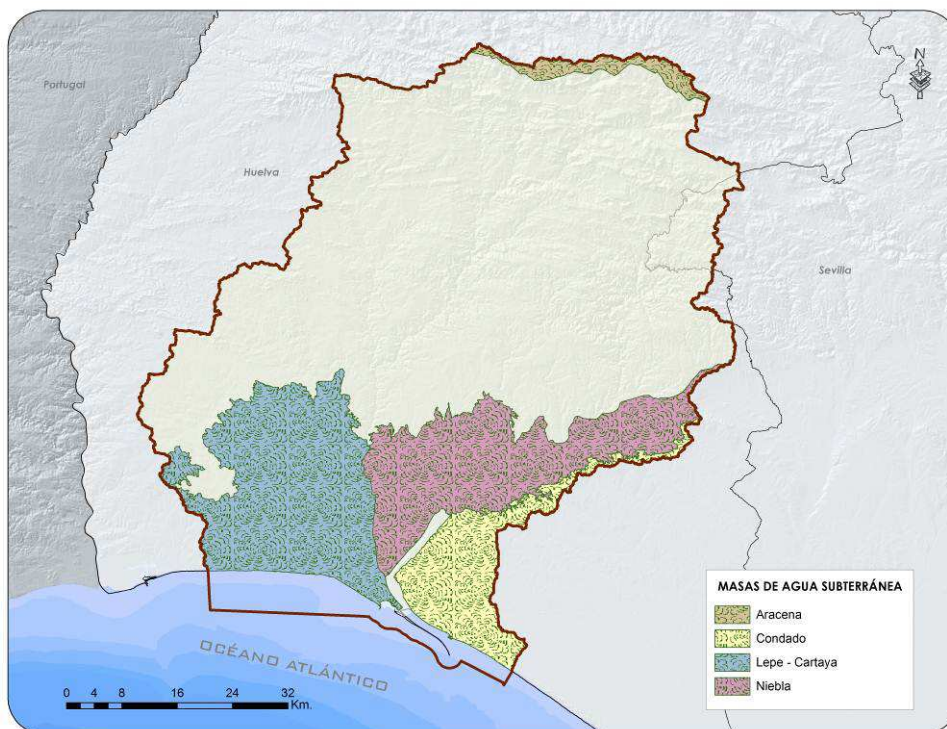 N
Portugal
Huelva
Sevilla
OCÉANO ATLÁNTICO
MASAS DE AGUA SUBTERRÁNEA
Aracena
Condado
Lepe - Cartaya
Niebla
0 4 8 16 24 32
Km.